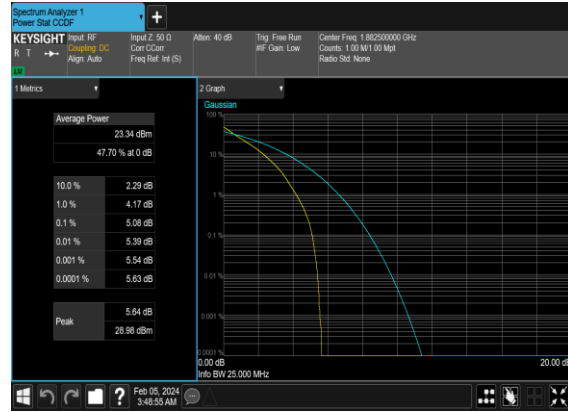 Spectrum Analyzer 1
Power Stat CCDF
KEYSIGHT
R T
LXI
Input: RF
Coupling: DC
Align: Auto
Input Z: 50 Ω
Corr CCorr
Freq Ref: Int (S)
Atten: 40 dB
Trig: Free Run
#IF Gain: Low
Center Freq: 1.882500000 GHz
Counts: 1.00 M/1.00 Mpt
Radio Std: None
1 Metrics
Average Power
23.34 dBm
47.70 % at 0 dB
10.0 % 2.29 dB
1.0 % 4.17 dB
0.1 % 5.08 dB
0.01 % 5.39 dB
0.001 % 5.54 dB
0.0001 % 5.63 dB
Peak
5.64 dB
28.98 dBm
2 Graph
Gaussian
100 %
10 %
1 %
0.1 %
0.01 %
0.001 %
0.0001 %
0.00 dB
20.00 dB
Info BW 25.000 MHz
?
Feb 05, 2024
3:48:55 AM